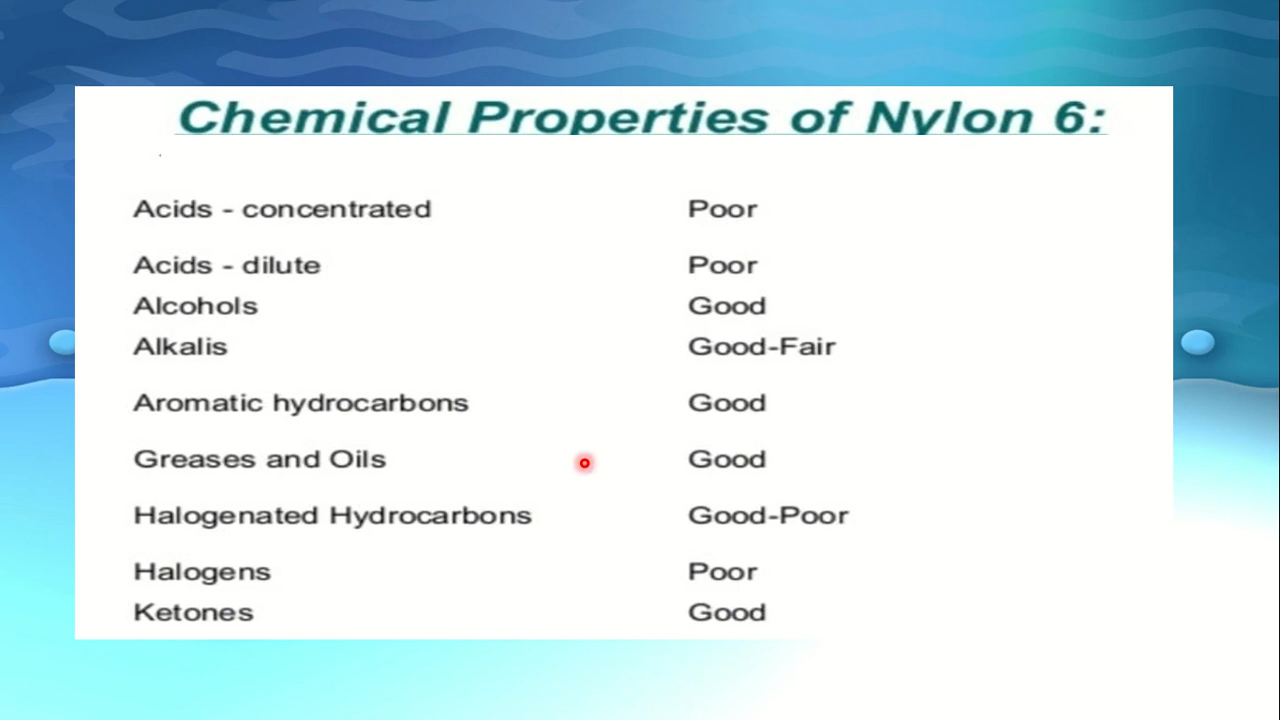 Chemical Properties of Nylon 6:
Acids - concentrated Poor
Acids - dilute Poor
Alcohols Good
Alkalis Good-Fair
Aromatic hydrocarbons Good
Greases and Oils Good
Halogenated Hydrocarbons Good-Poor
Halogens Poor
Ketones Good